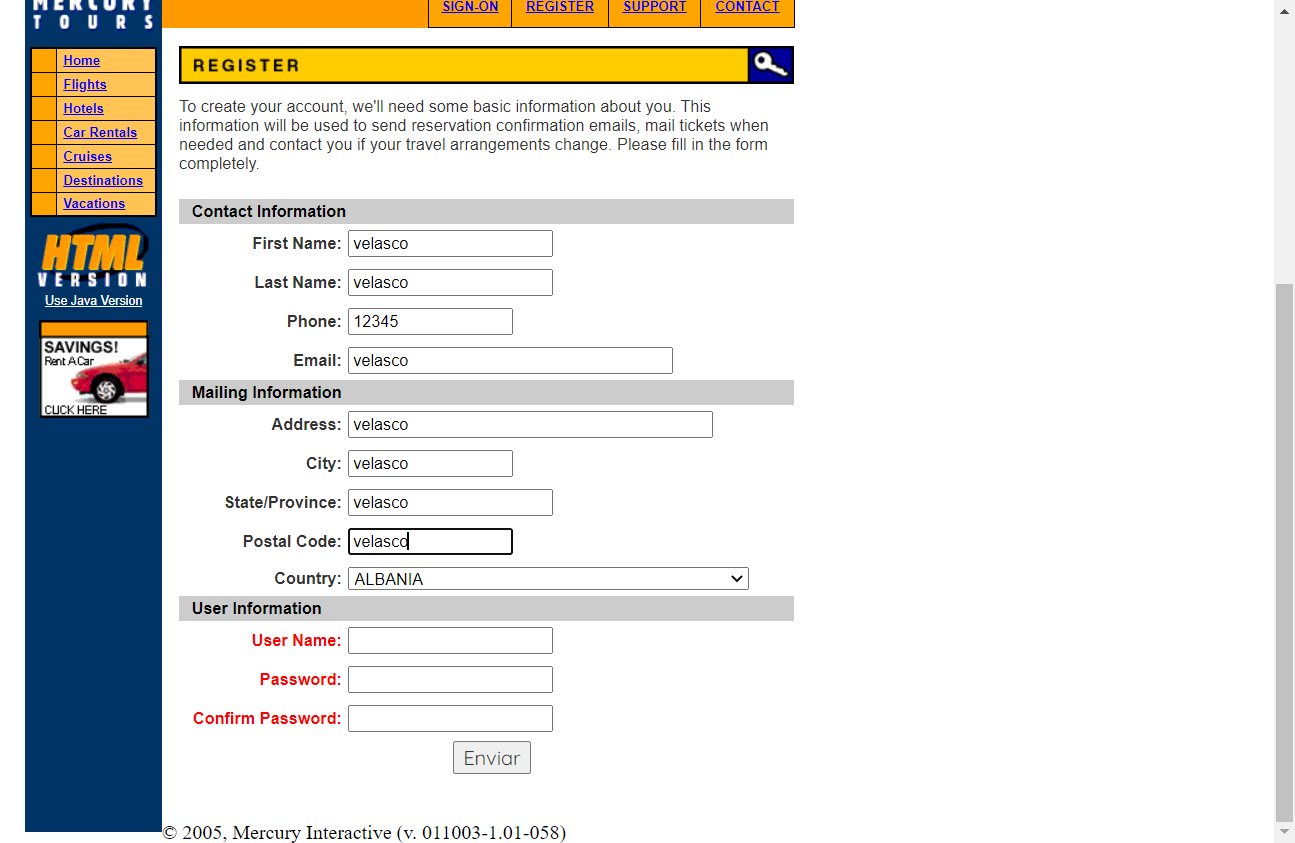 MERCURY
TOURS
SIGN-ON REGISTER SUPPORT CONTACT
Home
Flights
Hotels
Car Rentals
Cruises
Destinations
Vacations
HTML
VERSION
Use Java Version
SAVINGS!
Rent A Car
CLICK HERE
REGISTER
To create your account, we'll need some basic information about you. This
information will be used to send reservation confirmation emails, mail tickets when
needed and contact you if your travel arrangements change. Please fill in the form
completely.
Contact Information
First Name: velasco
Last Name: velasco
Phone: 12345
Email: velasco
Mailing Information
Address: velasco
City: velasco
State/Province: velasco
Postal Code: velasco
Country: ALBANIA
User Information
User Name:
Password:
Confirm Password:
Enviar
© 2005, Mercury Interactive (v. 011003-1.01-058)